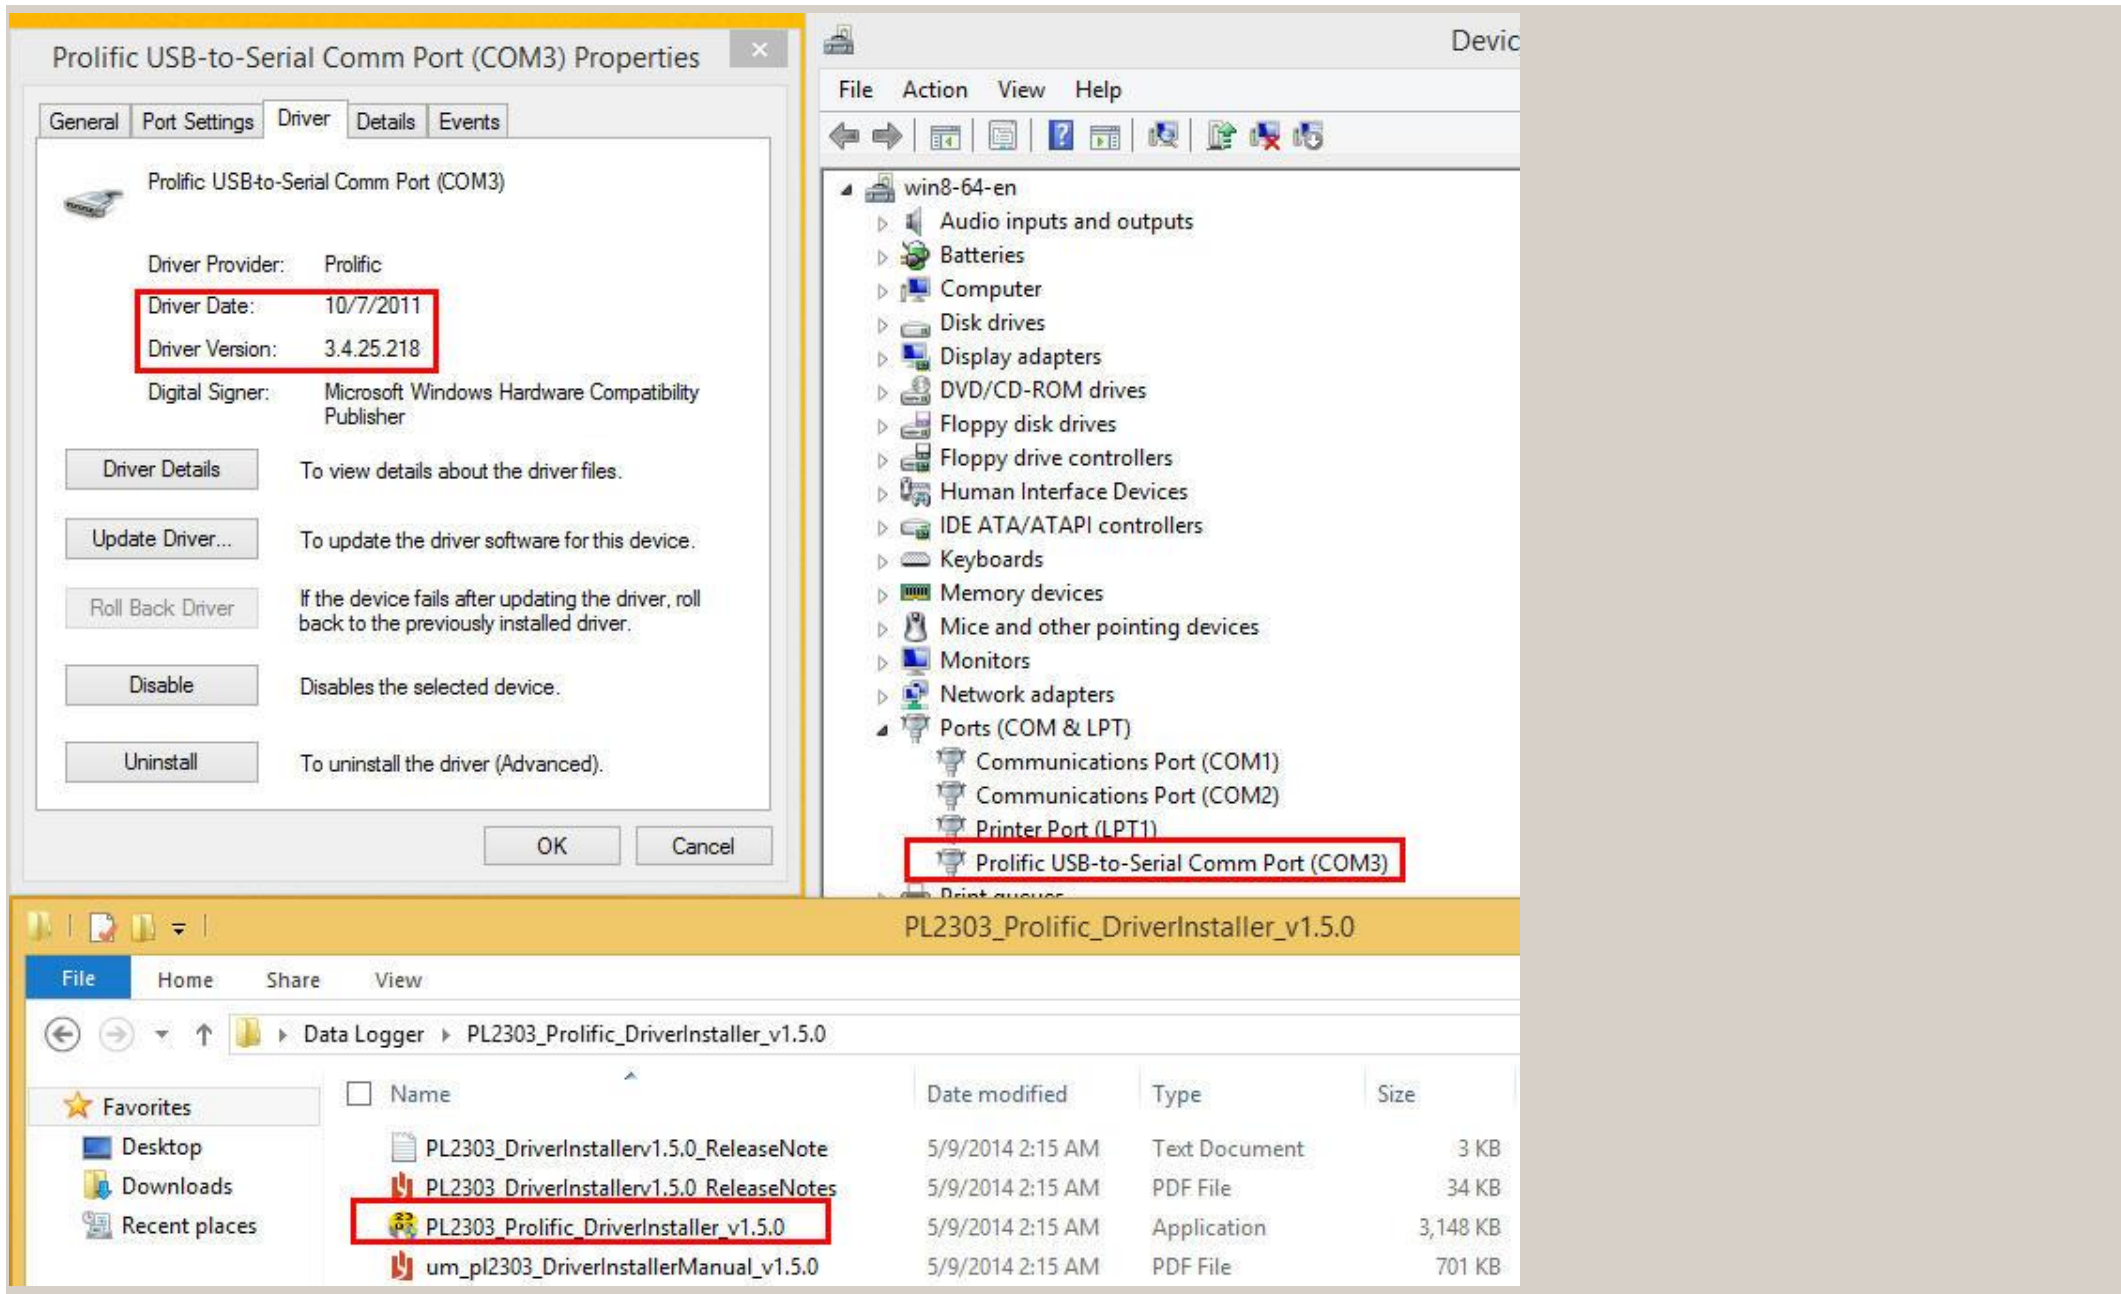 Prolific USB-to-Serial Comm Port (COM3) Properties
General Port Settings Driver Details Events
Prolific USB-to-Serial Comm Port (COM3)
Driver Provider: Prolific
Driver Date: 10/7/2011
Driver Version: 3.4.25.218
Digital Signer: Microsoft Windows Hardware Compatibility
Publisher
Driver Details To view details about the driver files.
Update Driver... To update the driver software for this device.
Roll Back Driver If the device fails after updating the driver, roll
back to the previously installed driver.
Disable Disables the selected device.
Uninstall To uninstall the driver (Advanced).
OK Cancel
Devic
File Action View Help
win8-64-en
Audio inputs and outputs
Batteries
Computer
Disk drives
Display adapters
DVD/CD-ROM drives
Floppy disk drives
Floppy drive controllers
Human Interface Devices
IDE ATA/ATAPI controllers
Keyboards
Memory devices
Mice and other pointing devices
Monitors
Network adapters
Ports (COM & LPT)
Communications Port (COM1)
Communications Port (COM2)
Printer Port (LPT1)
Prolific USB-to-Serial Comm Port (COM3)
Print queues
PL2303_Prolific_DriverInstaller_v1.5.0
File Home Share View
Data Logger PL2303_Prolific_DriverInstaller_v1.5.0
Favorites
Desktop
Downloads
Recent places
Name Date modified Type Size
PL2303_DriverInstallerv1.5.0_ReleaseNote 5/9/2014 2:15 AM Text Document 3 KB
PL2303_DriverInstallerv1.5.0_ReleaseNotes 5/9/2014 2:15 AM PDF File 34 KB
PL2303_Prolific_DriverInstaller_v1.5.0 5/9/2014 2:15 AM Application 3,148 KB
um_pl2303_DriverInstallerManual_v1.5.0 5/9/2014 2:15 AM PDF File 701 KB